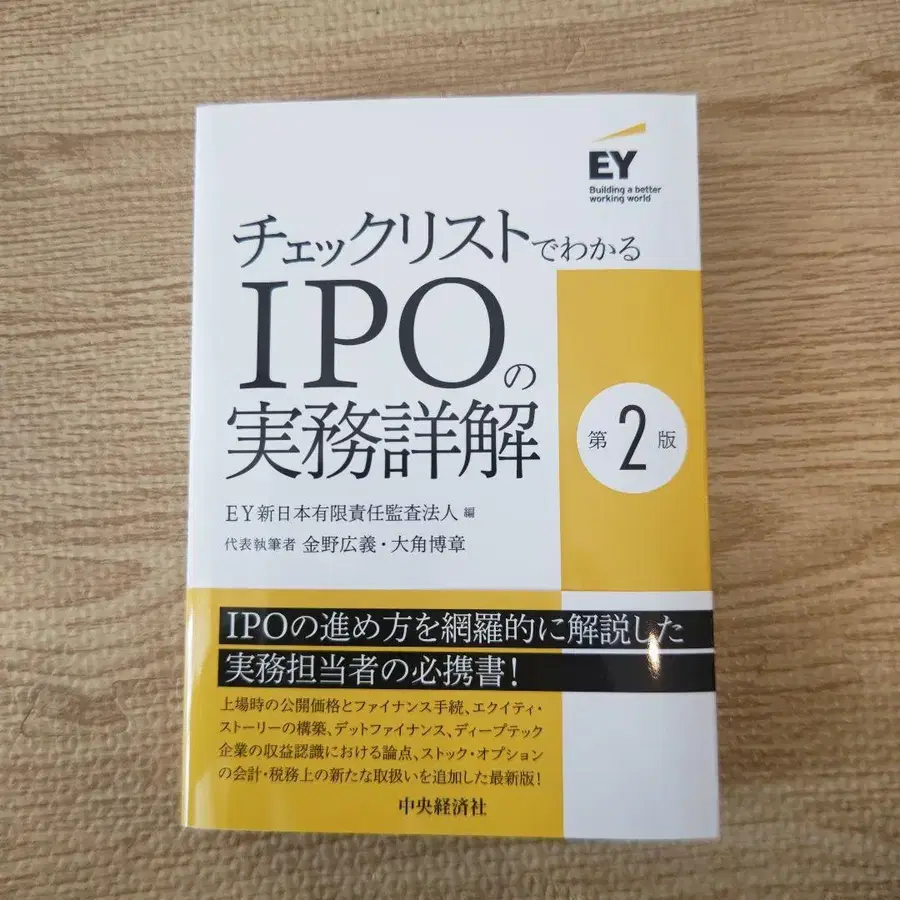 EY
Building a better
working world
チェックリストでわかる
IPOの
実務詳解
第2版
EY新日本有限責任監査法人 編
代表執筆者 金野広義・大角博章
IPOの進め方を網羅的に解説した
実務担当者の必携書!
上場時の公開価格とファイナンス手続、エクイティ・
ストーリーの構築、デットファイナンス、ディープテック
企業の収益認識における論点、ストック・オプション
の会計・税務上の新たな取扱いを追加した最新版!
中央経済社